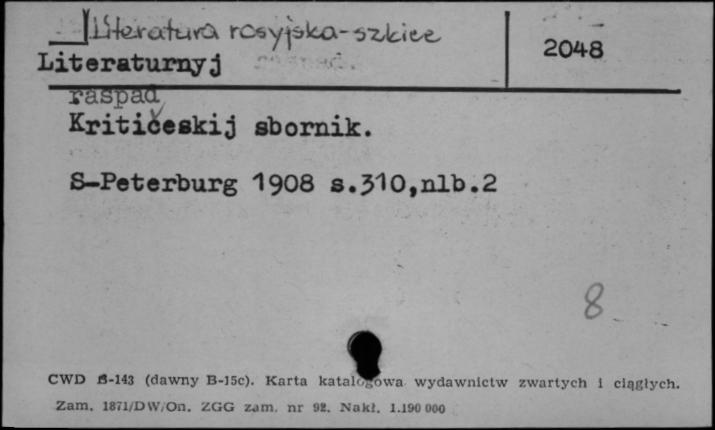 Literatura rosyjska-szkice
Literaturnyj
2048
raspad
Kritičeskij sbornik.
S-Peterburg 1908 s.310,nlb.2
8
CWD B-143 (dawny B-15c). Karta katalogowa wydawnictw zwartych i ciągłych.
Zam. 1871/DW/On. ZGG zam. nr 92. Nakł. 1.190 000